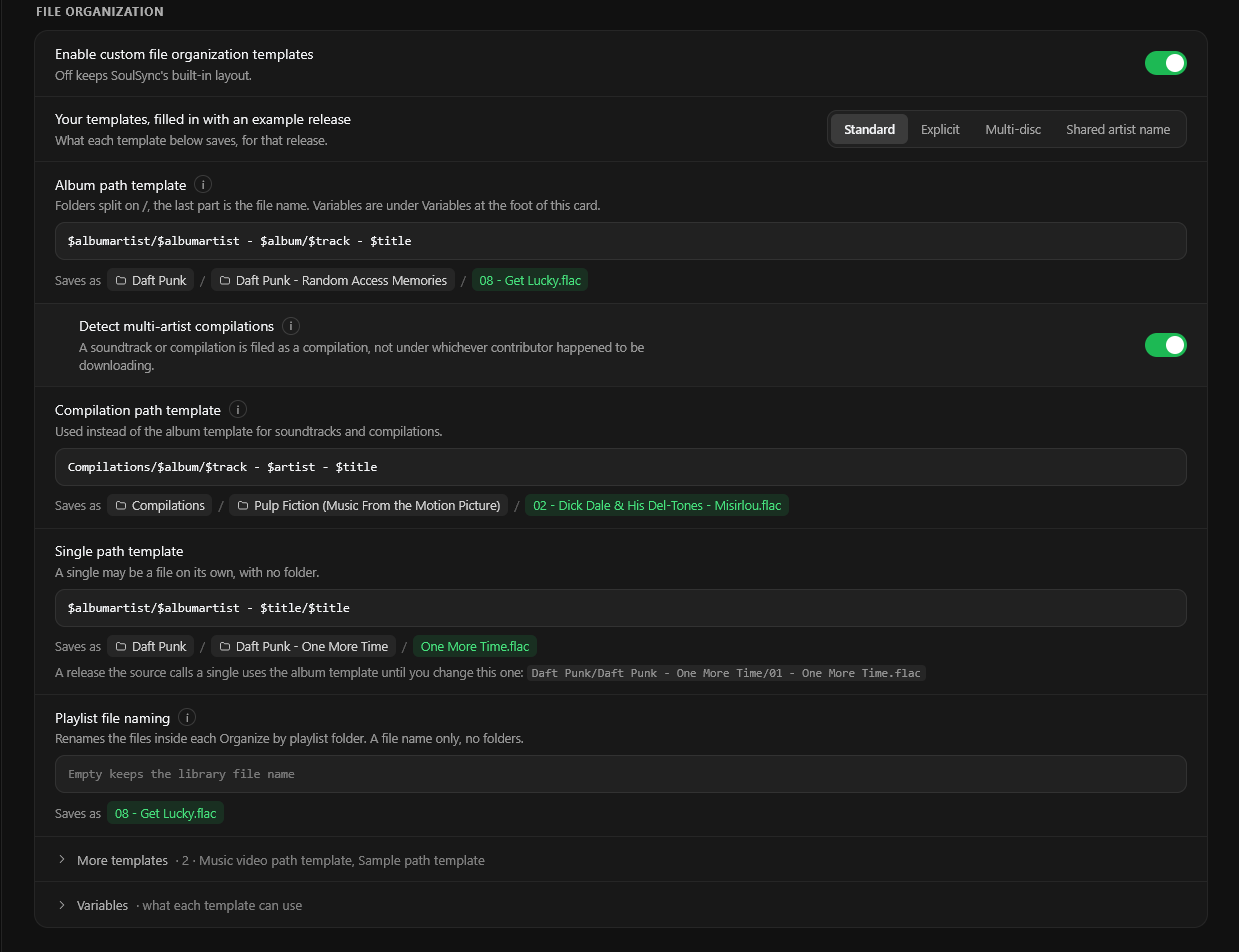 FILE ORGANIZATION
Enable custom file organization templates
Off keeps SoulSync's built-in layout.
Your templates, filled in with an example release
What each template below saves, for that release.
Standard Explicit Multi-disc Shared artist name
Album path template i
Folders split on /, the last part is the file name. Variables are under Variables at the foot of this card.
$albumartist/$albumartist - $album/$track - $title
Saves as Daft Punk / Daft Punk - Random Access Memories / 08 - Get Lucky.flac
Detect multi-artist compilations i
A soundtrack or compilation is filed as a compilation, not under whichever contributor happened to be
downloading.
Compilation path template i
Used instead of the album template for soundtracks and compilations.
Compilations/$album/$track - $artist - $title
Saves as Compilations / Pulp Fiction (Music From the Motion Picture) / 02 - Dick Dale & His Del-Tones - Misirlou.flac
Single path template
A single may be a file on its own, with no folder.
$albumartist/$albumartist - $title/$title
Saves as Daft Punk / Daft Punk - One More Time / One More Time.flac
A release the source calls a single uses the album template until you change this one: Daft Punk/Daft Punk - One More Time/01 - One More Time.flac
Playlist file naming i
Renames the files inside each Organize by playlist folder. A file name only, no folders.
Empty keeps the library file name
Saves as 08 - Get Lucky.flac
More templates · 2 · Music video path template, Sample path template
Variables · what each template can use